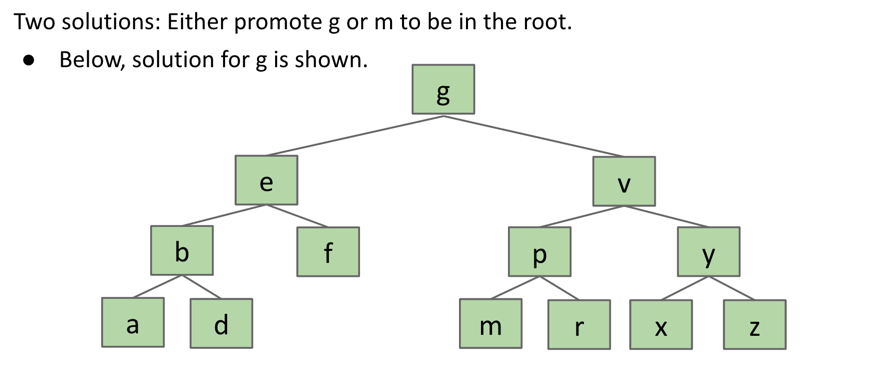 Two solutions: Either promote g or m to be in the root.
● Below, solution for g is shown.
g
e v
b f p y
a d m r x z